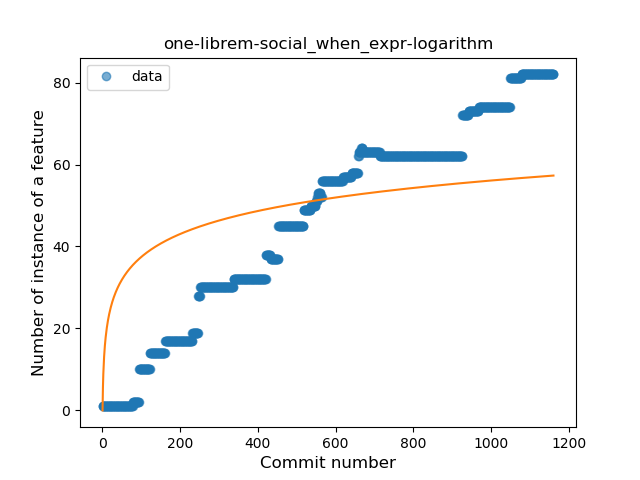 one-librem-social_when_expr-logarithm
data
Number of instance of a feature
80
60
40
20
0
0 200 400 600 800 1000 1200
Commit number